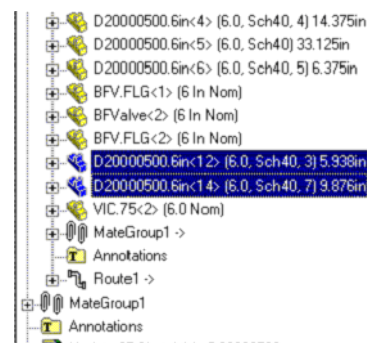 D20000500.6in<4> (6.0, Sch40, 4) 14.375in
D20000500.6in<5> (6.0, Sch40) 33.125in
D20000500.6in<6> (6.0, Sch40, 5) 6.375in
BFV.FLG<1> (6 In Nom)
BFValve<2> (6 In Nom)
BFV.FLG<2> (6 In Nom)
D20000500.6in<12> (6.0, Sch40, 3) 5.938in
D20000500.6in<14> (6.0, Sch40, 7) 9.876in
VIC.75<2> (6.0 Nom)
MateGroup1 ->
Annotations
Route1 ->
MateGroup1
Annotations